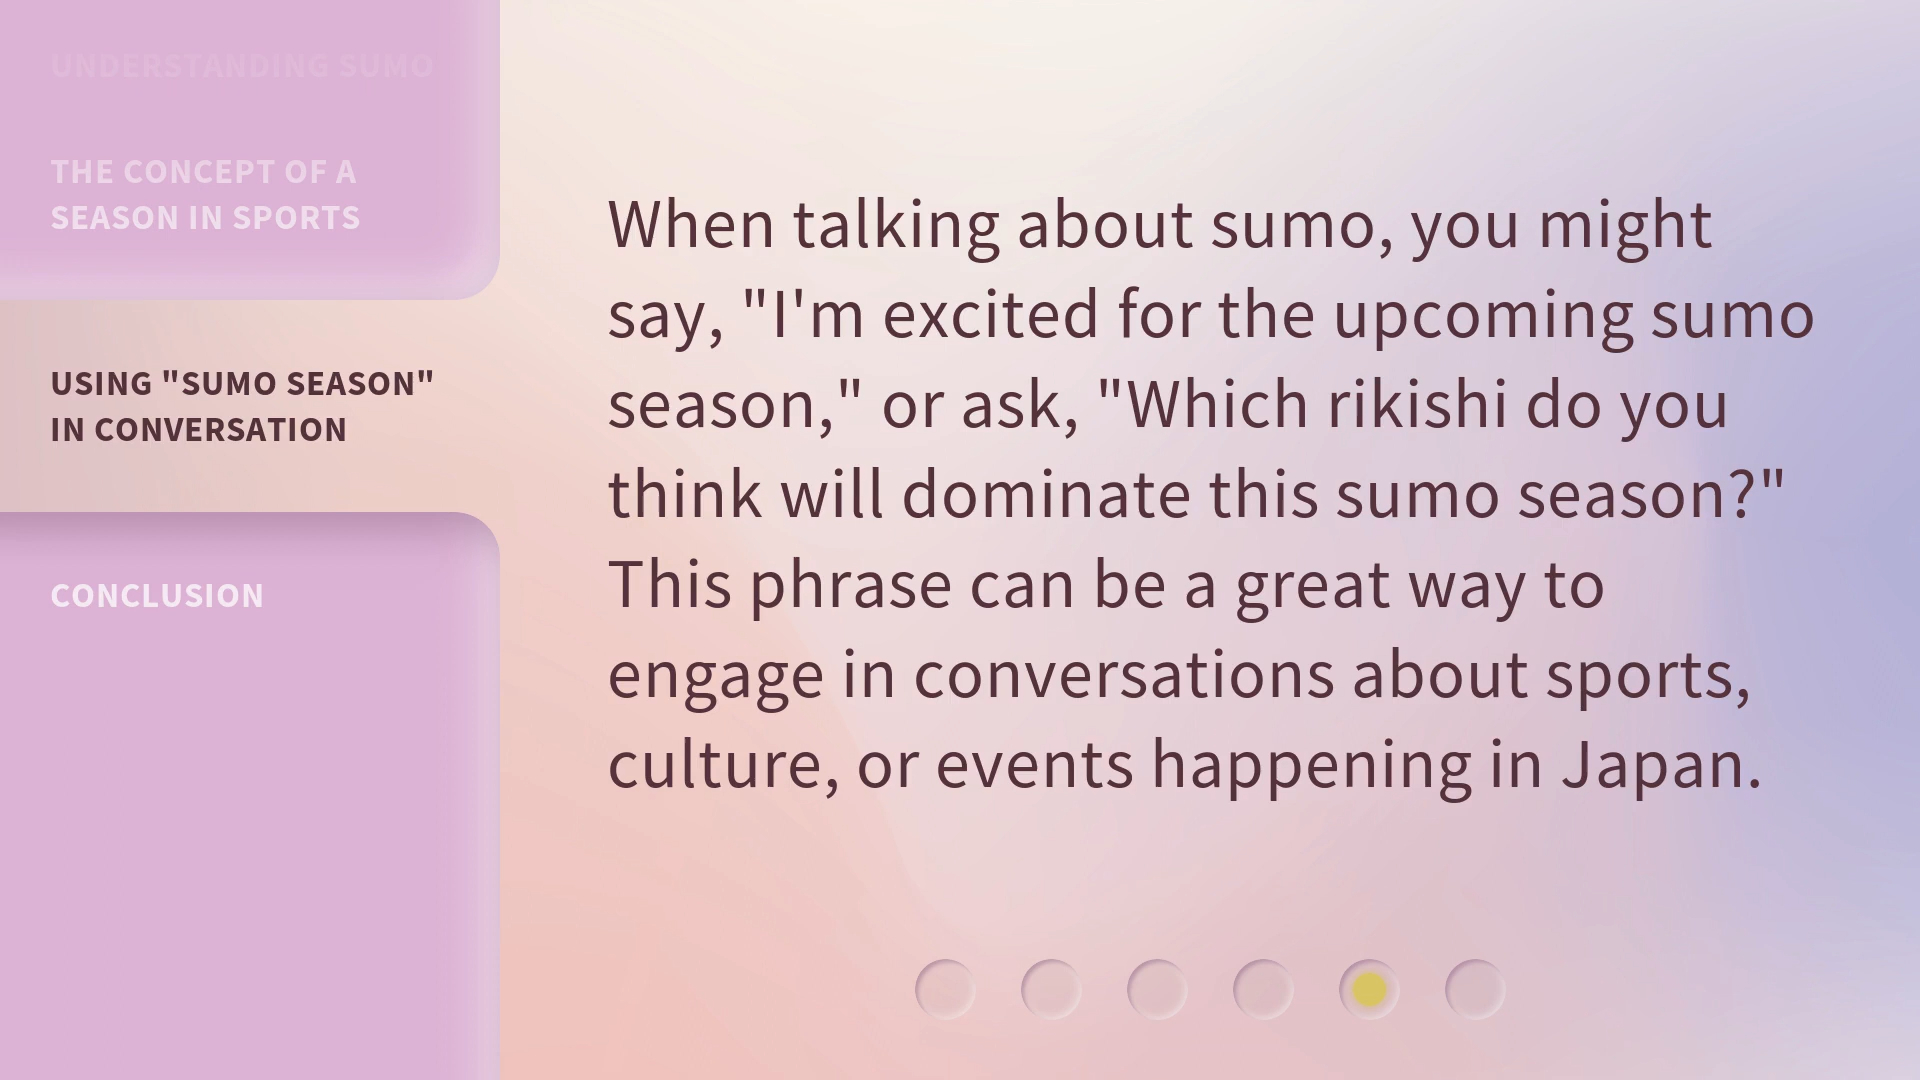 UNDERSTANDING SUMO
THE CONCEPT OF A
SEASON IN SPORTS
USING "SUMO SEASON"
IN CONVERSATION
CONCLUSION
When talking about sumo, you might
say, "I'm excited for the upcoming sumo
season," or ask, "Which rikishi do you
think will dominate this sumo season?"
This phrase can be a great way to
engage in conversations about sports,
culture, or events happening in Japan.